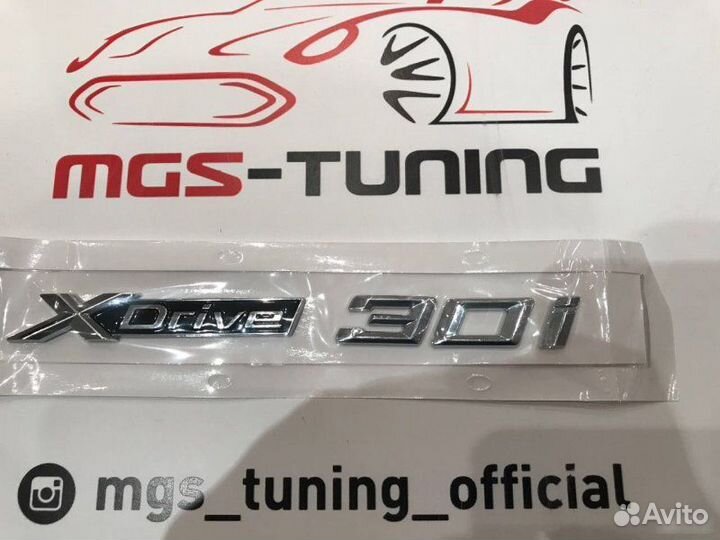 MGS-TUNING
XDrive 30i
mgs_tuning_official
Avito